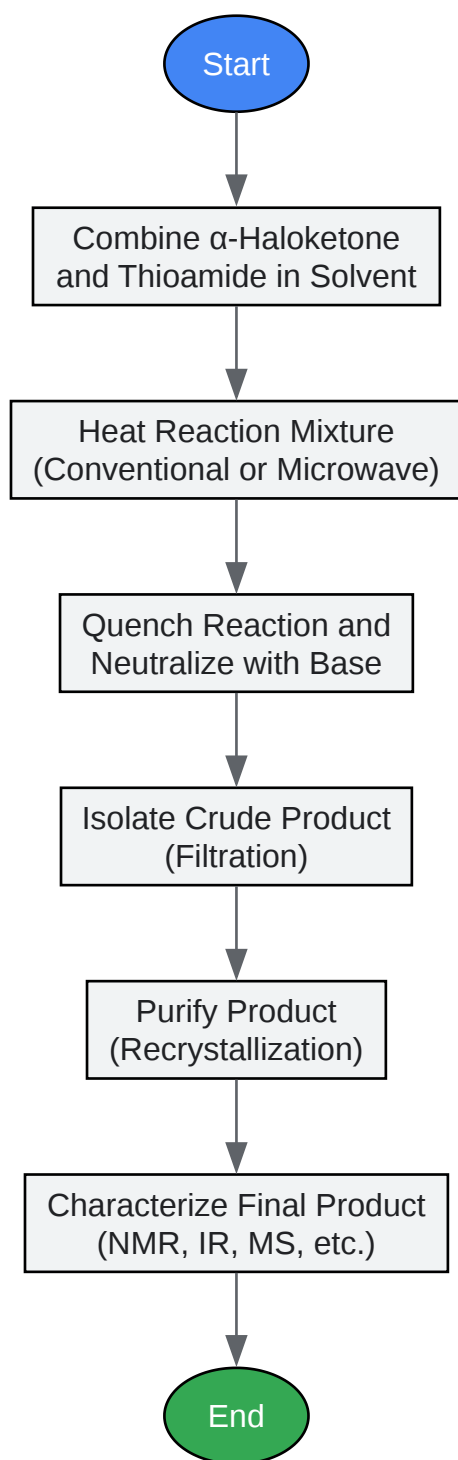 Start
Combine α-Haloketone
and Thioamide in Solvent
Heat Reaction Mixture
(Conventional or Microwave)
Quench Reaction and
Neutralize with Base
Isolate Crude Product
(Filtration)
Purify Product
(Recrystallization)
Characterize Final Product
(NMR, IR, MS, etc.)
End